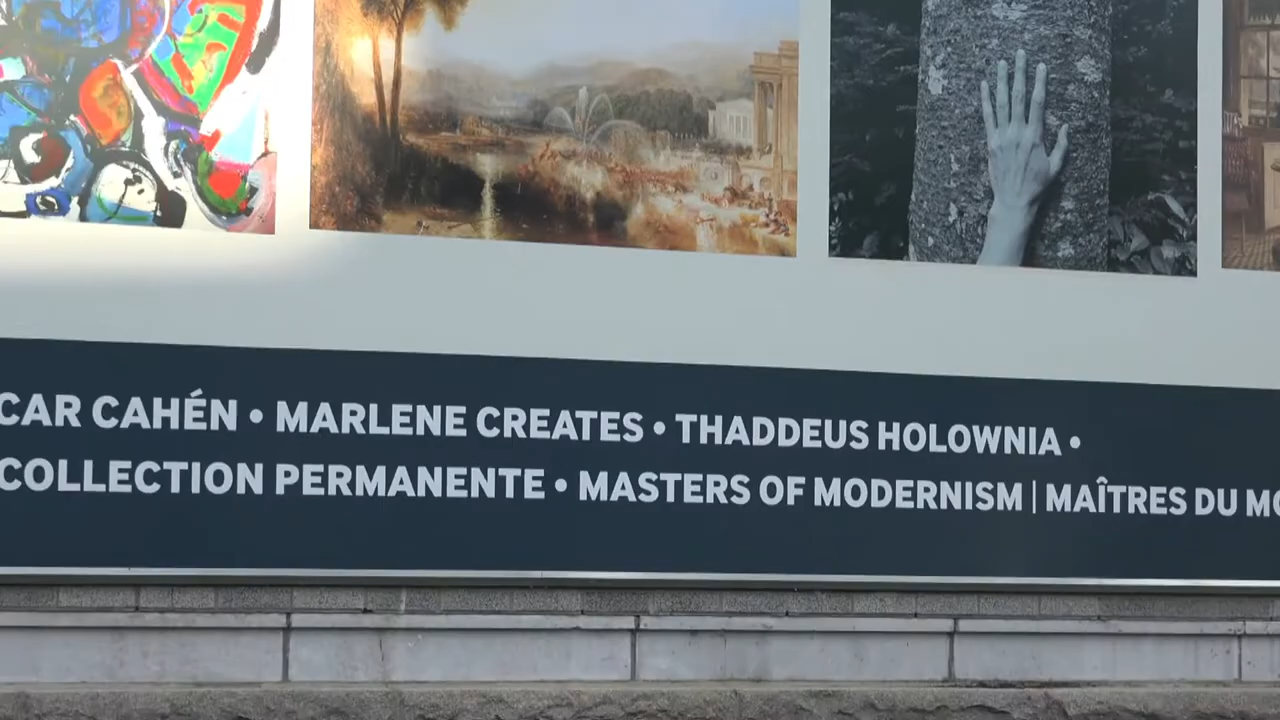 CAR CAHÉN • MARLENE CREATES • THADDEUS HOLOWNIA •
COLLECTION PERMANENTE • MASTERS OF MODERNISM | MAÎTRES DU MO